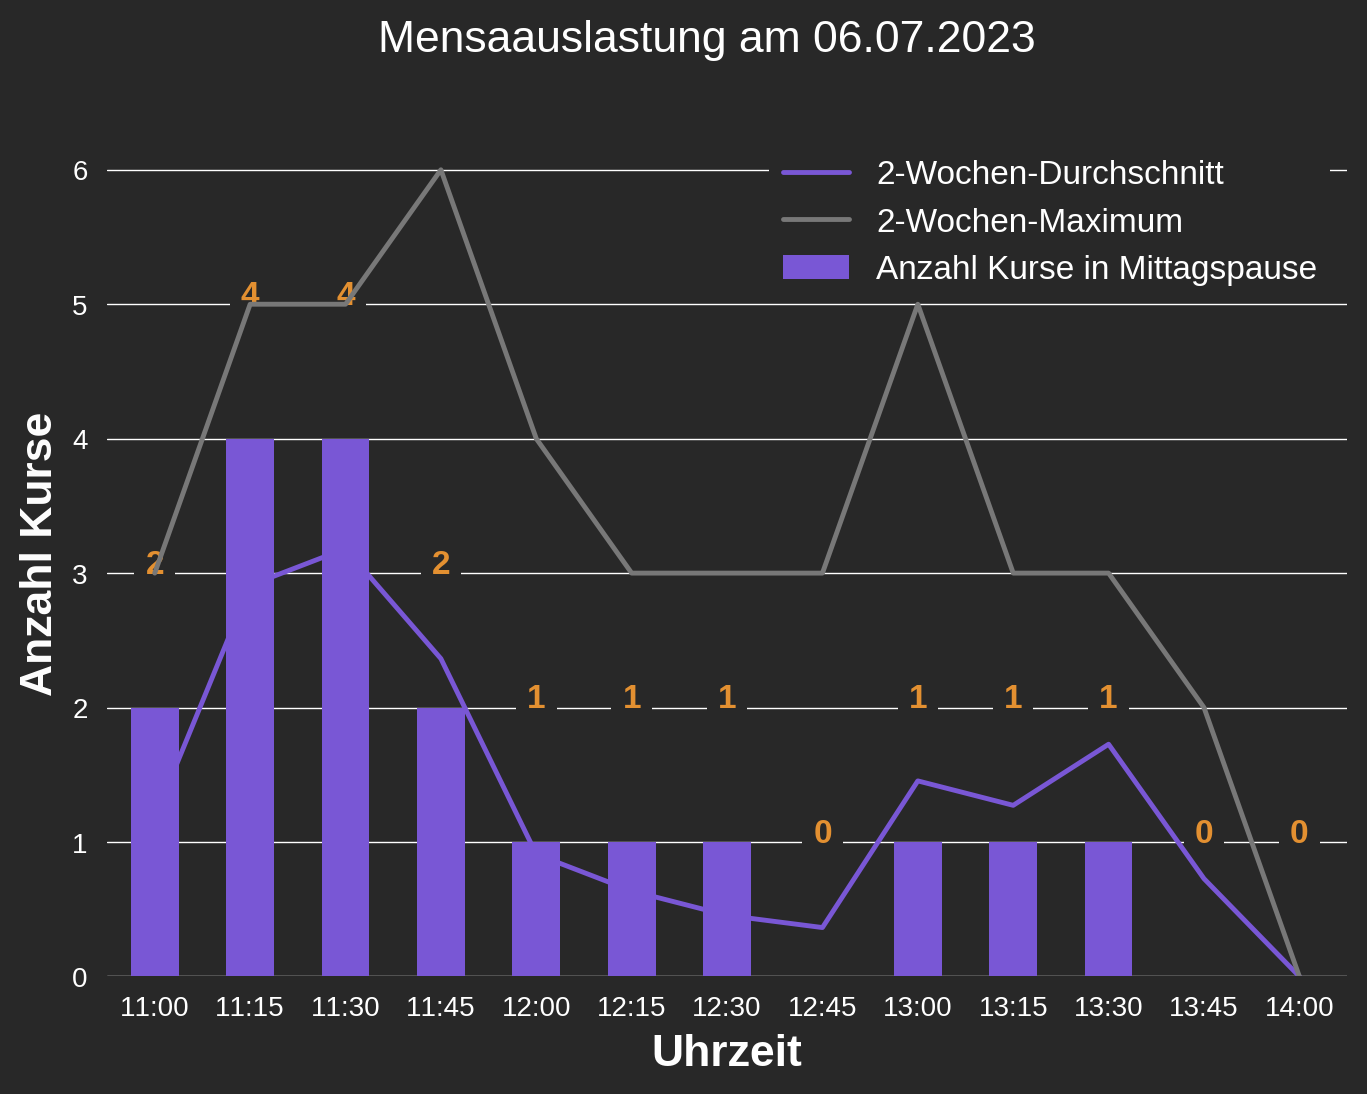 Mensaauslastung am 06.07.2023
2-Wochen-Durchschnitt
2-Wochen-Maximum
Anzahl Kurse in Mittagspause
Anzahl Kurse
6
5
4
3
2
1
0
2
4
4
2
1
1
1
0
1
1
1
0
0
11:00 11:15 11:30 11:45 12:00 12:15 12:30 12:45 13:00 13:15 13:30 13:45 14:00
Uhrzeit